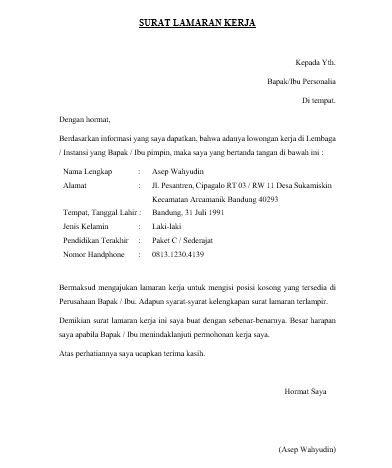 SURAT LAMARAN KERJA
Kepada Yth.
Bapak/Ibu Personalia
Di tempat.
Dengan hormat,
Berdasarkan informasi yang saya dapatkan, bahwa adanya lowongan kerja di Lembaga
/ Instansi yang Bapak / Ibu pimpin, maka saya yang bertanda tangan di bawah ini :
Nama Lengkap : Asep Wahyudin
Alamat : Jl. Pesantren, Cipagalo RT 03 / RW 11 Desa Sukamiskin
Kecamatan Arcamanik Bandung 40293
Tempat, Tanggal Lahir : Bandung, 31 Juli 1991
Jenis Kelamin : Laki-laki
Pendidikan Terakhir : Paket C / Sederajat
Nomor Handphone : 0813.1230.4139
Bermaksud mengajukan lamaran kerja untuk mengisi posisi kosong yang tersedia di
Perusahaan Bapak / Ibu. Adapun syarat-syarat kelengkapan surat lamaran terlampir.
Demikian surat lamaran kerja ini saya buat dengan sebenar-benarnya. Besar harapan
saya apabila Bapak / Ibu menindaklanjuti permohonan kerja saya.
Atas perhatiannya saya ucapkan terima kasih.
Hormat Saya
(Asep Wahyudin)